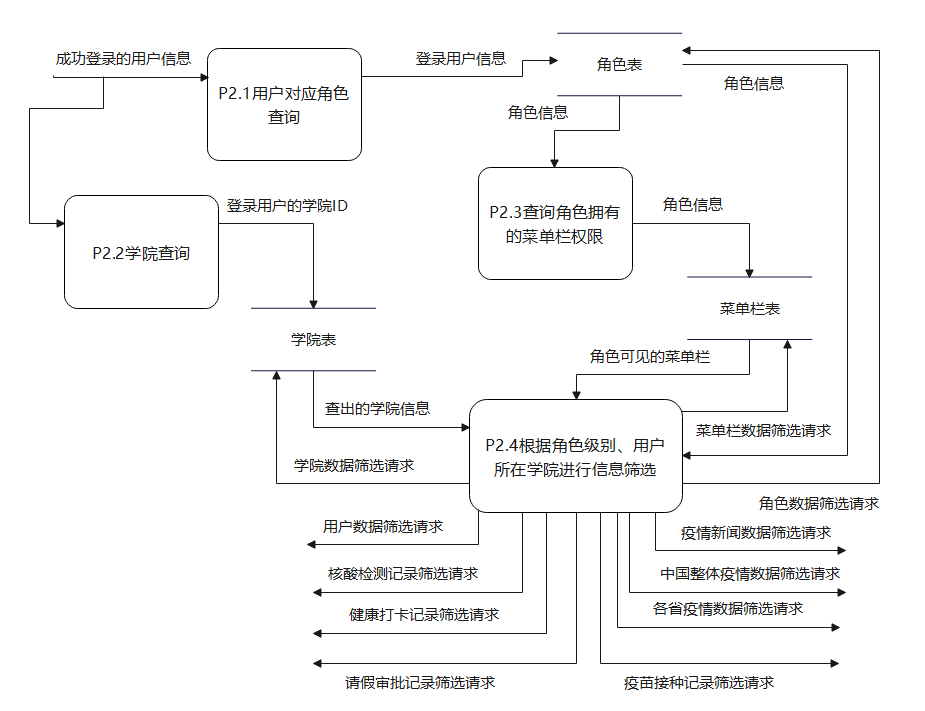 成功登录的用户信息
登录用户信息
角色表
角色信息
P2.1用户对应角色
查询
角色信息
P2.2学院查询
登录用户的学院ID
P2.3查询角色拥有
的菜单栏权限
角色信息
学院表
菜单栏表
角色可见的菜单栏
查出的学院信息
P2.4根据角色级别、用户
所在学院进行信息筛选
菜单栏数据筛选请求
学院数据筛选请求
角色数据筛选请求
用户数据筛选请求
疫情新闻数据筛选请求
核酸检测记录筛选请求
中国整体疫情数据筛选请求
健康打卡记录筛选请求
各省疫情数据筛选请求
请假审批记录筛选请求
疫苗接种记录筛选请求